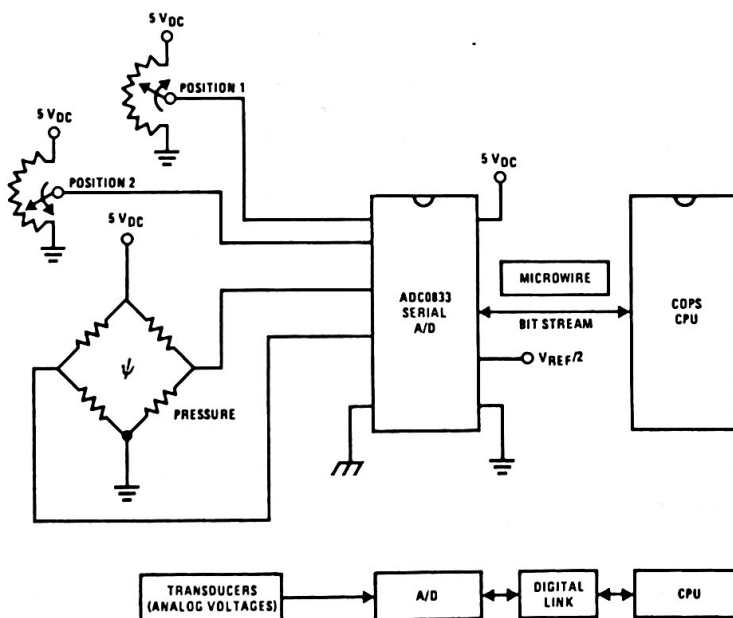 5 VDC
POSITION 1
5 VDC
POSITION 2
5 VDC
5 VDC
ADC0833
SERIAL
A/D
MICROWIRE
BIT STREAM
COPS
CPU
VREF/2
ψ
PRESSURE
TRANSDUCERS
(ANALOG VOLTAGES)
A/D
DIGITAL
LINK
CPU